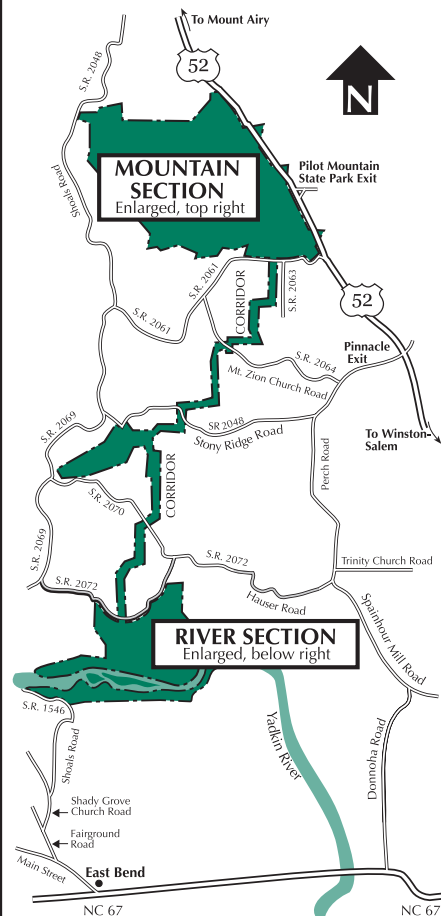 To Mount Airy
S.R. 2048
52
N
MOUNTAIN
SECTION
Enlarged, top right
Pilot Mountain
State Park Exit
Shoals Road
S.R. 2061
CORRIDOR
S.R. 2063
52
S.R. 2061
Pinnacle
Exit
S.R. 2064
Mt. Zion Church Road
S.R. 2069
SR 2048
Stony Ridge Road
To Winston-
Salem
CORRIDOR
Perch Road
S.R. 2070
S.R. 2069
S.R. 2072
Trinity Church Road
S.R. 2072
Hauser Road
Spainhour Mill Road
RIVER SECTION
Enlarged, below right
S.R. 1546
Shoals Road
Yadkin River
Donnoha Road
Shady Grove
Church Road
Fairground
Road
Main Street
East Bend
NC 67
NC 67